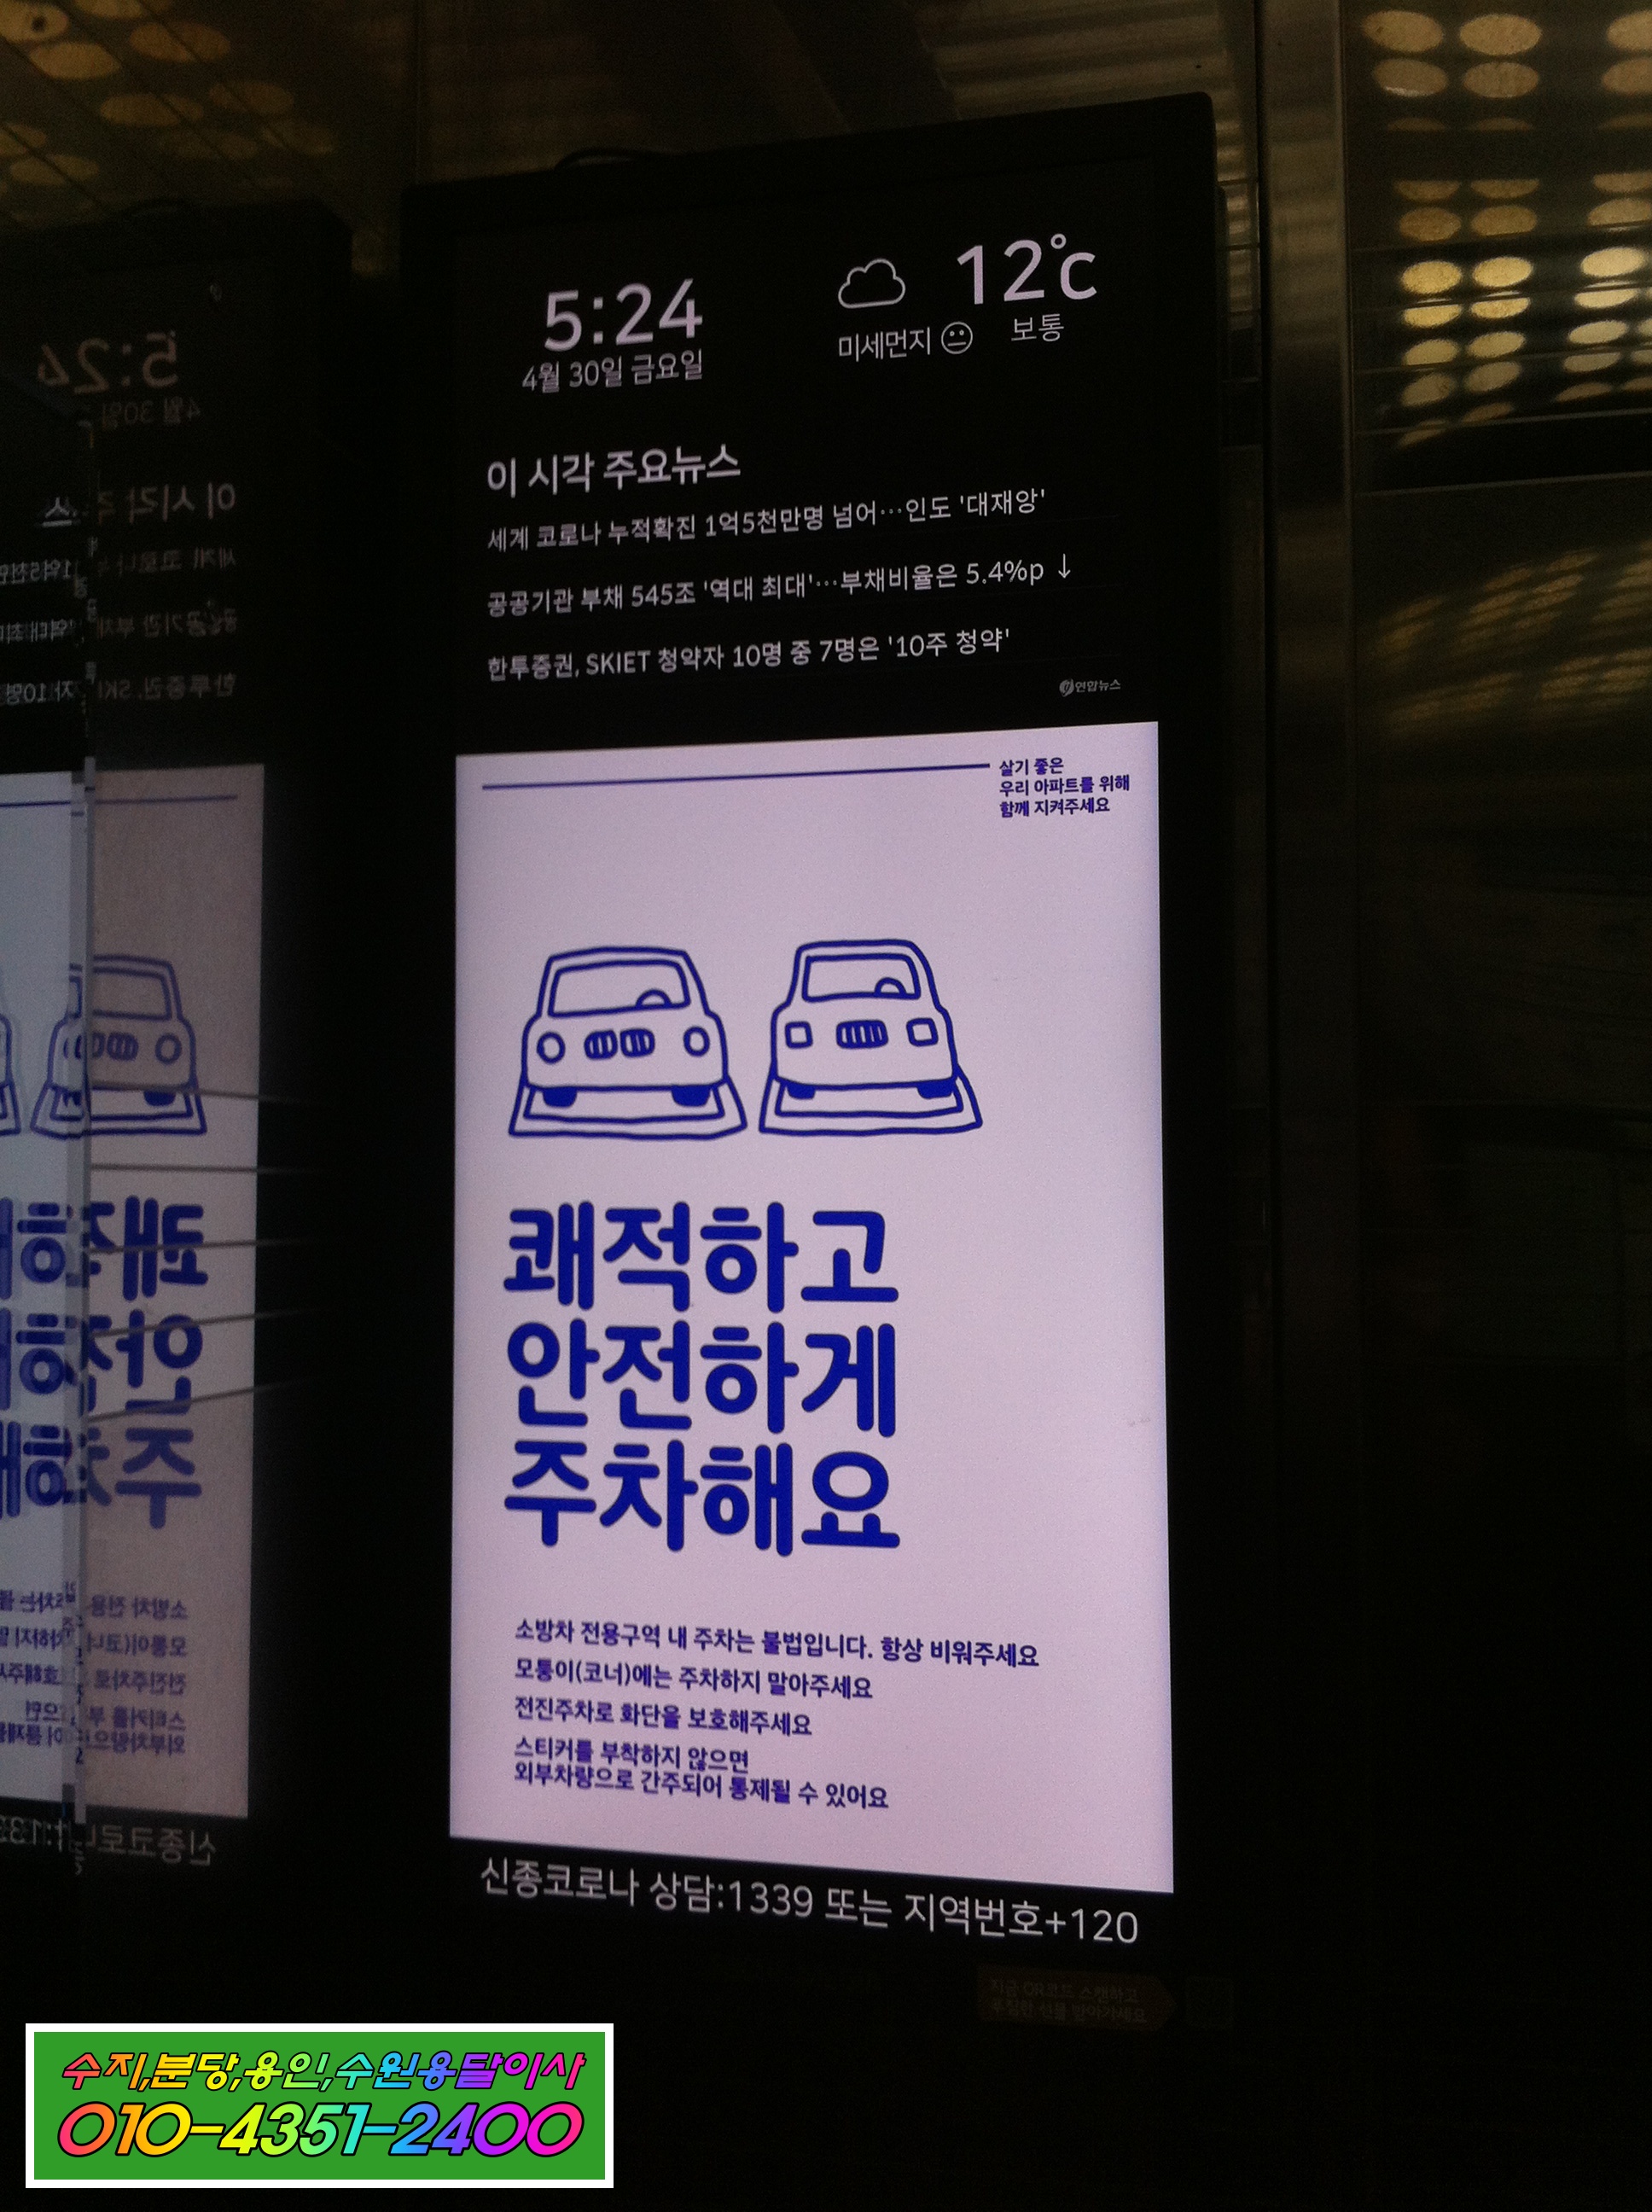 5:24
4월 30일 금요일
12°c
미세먼지 보통
이 시각 주요뉴스
세계 코로나 누적확진 1억5천만명 넘어…인도 '대재앙'
공공기관 부채 545조 '역대 최대'…부채비율은 5.4%p ↓
한투증권, SKIET 청약자 10명 중 7명은 '10주 청약'
연합뉴스
살기 좋은
우리 아파트를 위해
함께 지켜주세요
쾌적하고
안전하게
주차해요
소방차 전용구역 내 주차는 불법입니다. 항상 비워주세요
모퉁이(코너)에는 주차하지 말아주세요
전진주차로 화단을 보호해주세요
스티커를 부착하지 않으면
외부차량으로 간주되어 통제될 수 있어요
신종코로나 상담:1339 또는 지역번호+120
지금 QR코드 스캔하고
수지,분당,용인,수원용달이사
010-4351-2400